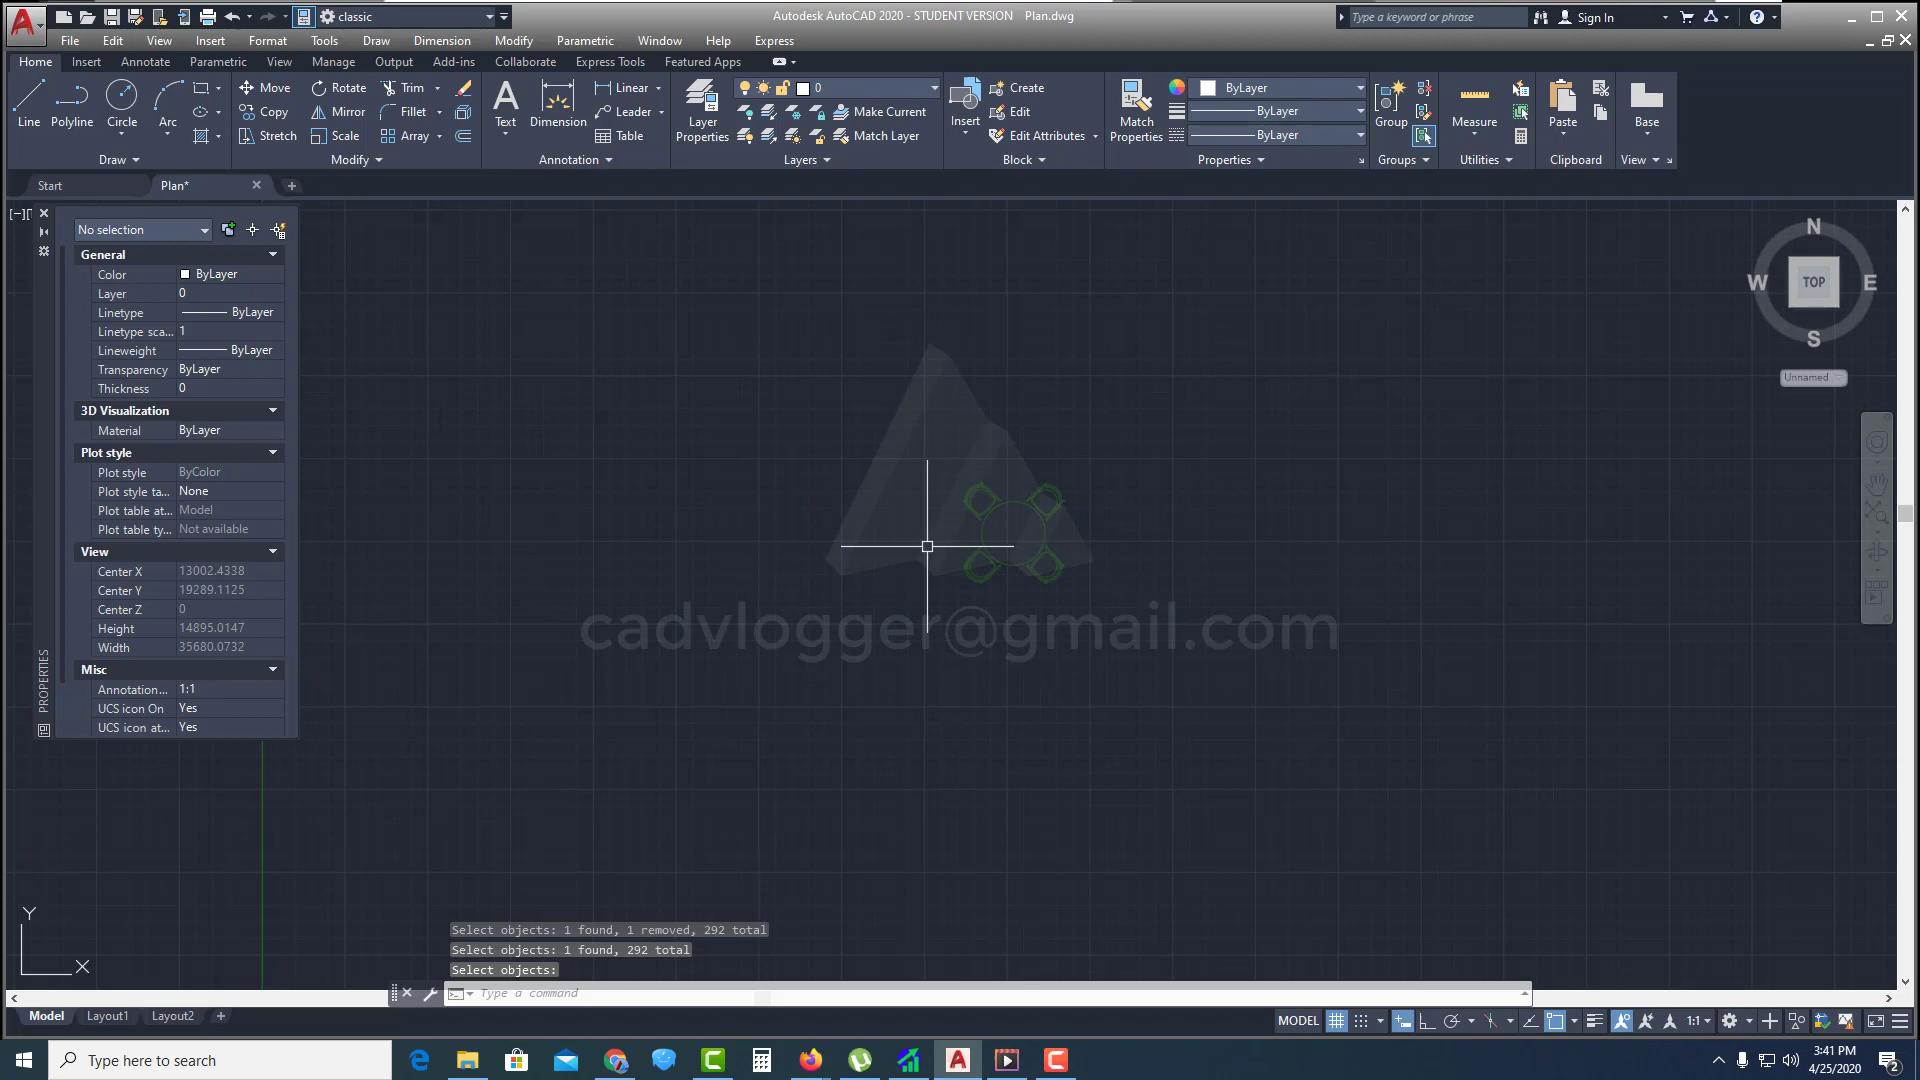 classic
Autodesk AutoCAD 2020 - STUDENT VERSION Plan.dwg
Type a keyword or phrase
Sign In
File Edit View Insert Format Tools Draw Dimension Modify Parametric Window Help Express
Home Insert Annotate Parametric View Manage Output Add-ins Collaborate Express Tools Featured Apps
Line Polyline Circle Arc
Move Rotate Trim
Copy Mirror Fillet
Stretch Scale Array
Text Dimension
Linear
Leader
Table
Layer Properties
0
Make Current
Match Layer
Insert
Create
Edit
Edit Attributes
Match Properties
ByLayer
ByLayer
ByLayer
Group
Measure
Paste
Base
Draw Modify Annotation Layers Block Properties Groups Utilities Clipboard View
Start Plan*
[−][
No selection
General
Color ByLayer
Layer 0
Linetype ByLayer
Linetype sca... 1
Lineweight ByLayer
Transparency ByLayer
Thickness 0
3D Visualization
Material ByLayer
Plot style
Plot style ByColor
Plot style ta... None
Plot table at... Model
Plot table ty... Not available
View
Center X 13002.4338
Center Y 19289.1125
Center Z 0
Height 14895.0147
Width 35680.0732
Misc
Annotation... 1:1
UCS icon On Yes
UCS icon at... Yes
PROPERTIES
N
W TOP E
S
Unnamed
cadvlogger@gmail.com
Y
X
Select objects: 1 found, 1 removed, 292 total
Select objects: 1 found, 292 total
Select objects:
Type a command
Model Layout1 Layout2
MODEL 1:1
Type here to search
3:41 PM
4/25/2020
2